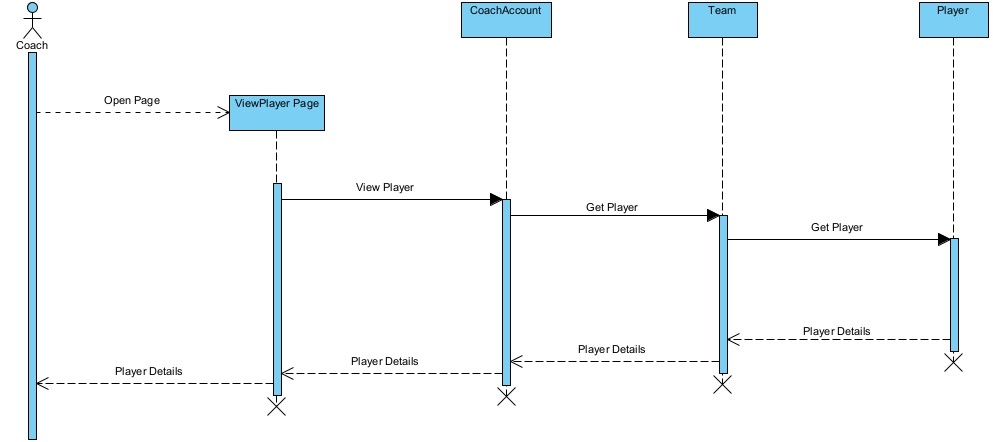 CoachAccount
Team
Player
Coach
Open Page
ViewPlayer Page
View Player
Get Player
Get Player
Player Details
Player Details
Player Details
Player Details